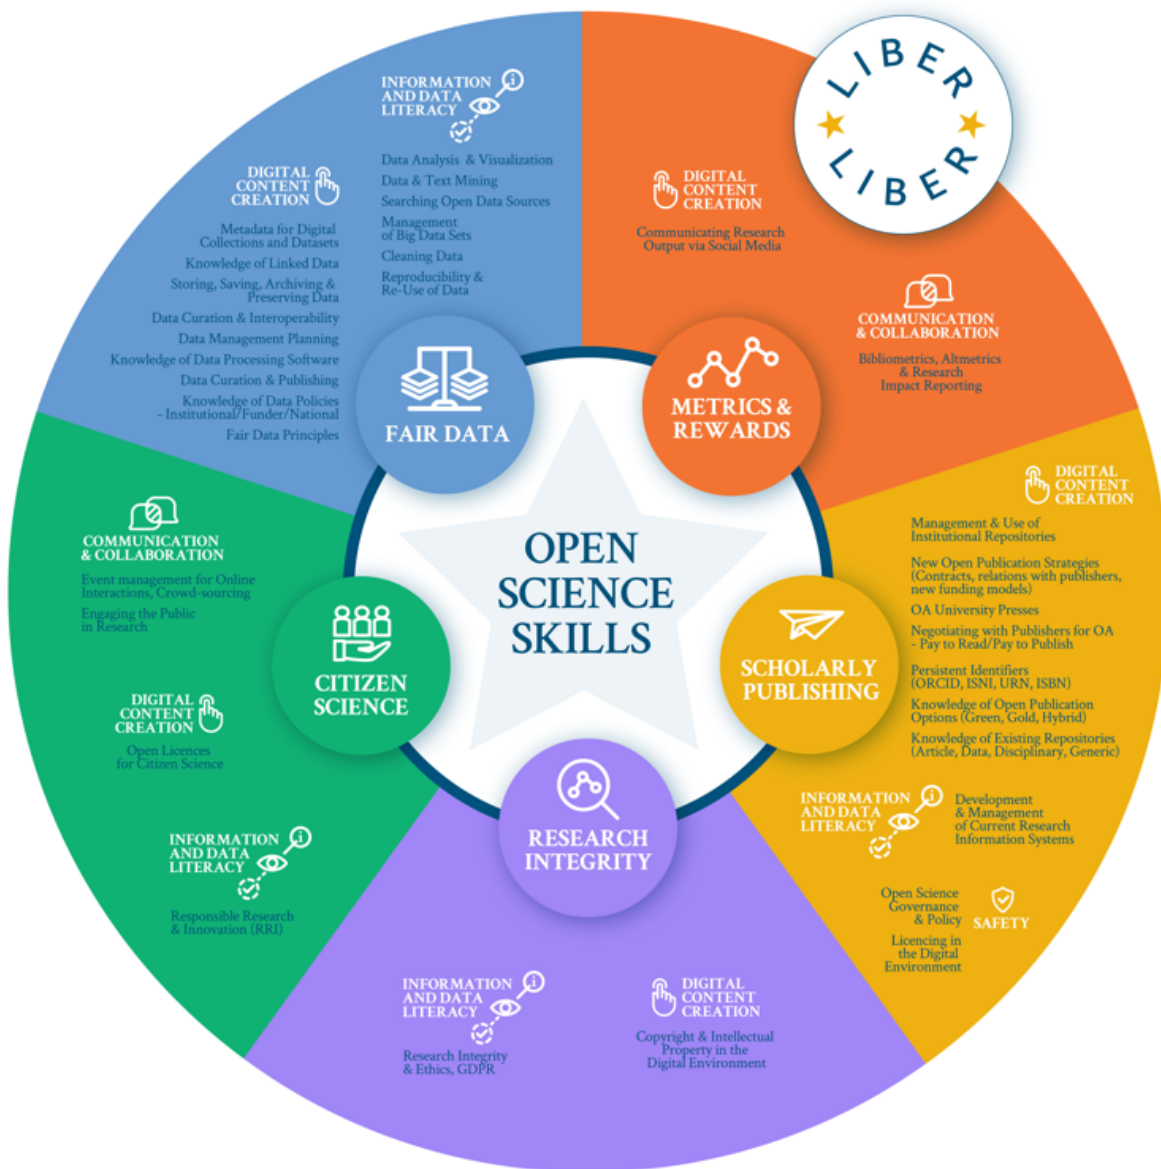 LIBER
LIBER
OPEN
SCIENCE
SKILLS
INFORMATION
AND DATA
LITERACY
Data Analysis & Visualization
Data & Text Mining
Searching Open Data Sources
Management
of Big Data Sets
Cleaning Data
Reproducibility &
Re-Use of Data
DIGITAL
CONTENT
CREATION
Metadata for Digital
Collections and Datasets
Knowledge of Linked Data
Storing, Saving, Archiving &
Preserving Data
Data Curation & Interoperability
Data Management Planning
Knowledge of Data Processing Software
Data Curation & Publishing
Knowledge of Data Policies
- Institutional/Funder/National
Fair Data Principles
FAIR DATA
DIGITAL
CONTENT
CREATION
Communicating Research
Output via Social Media
COMMUNICATION
& COLLABORATION
Bibliometrics, Altmetrics
& Research
Impact Reporting
METRICS &
REWARDS
DIGITAL
CONTENT
CREATION
Management & Use of
Institutional Repositories
New Open Publication Strategies
(Contracts, relations with publishers,
new funding models)
OA University Presses
Negotiating with Publishers for OA
- Pay to Read/Pay to Publish
Persistent Identifiers
(ORCID, ISNI, URN, ISBN)
Knowledge of Open Publication
Options (Green, Gold, Hybrid)
Knowledge of Existing Repositories
(Article, Data, Disciplinary, Generic)
SCHOLARLY
PUBLISHING
INFORMATION
AND DATA
LITERACY
Development
& Management
of Current Research
Information Systems
Open Science
Governance
& Policy
Licencing in
the Digital
Environment
SAFETY
RESEARCH
INTEGRITY
INFORMATION
AND DATA
LITERACY
Research Integrity
& Ethics, GDPR
DIGITAL
CONTENT
CREATION
Copyright & Intellectual
Property in the
Digital Environment
CITIZEN
SCIENCE
COMMUNICATION
& COLLABORATION
Event management for Online
Interactions, Crowd-sourcing
Engaging the Public
in Research
DIGITAL
CONTENT
CREATION
Open Licences
for Citizen Science
INFORMATION
AND DATA
LITERACY
Responsible Research
& Innovation (RRI)